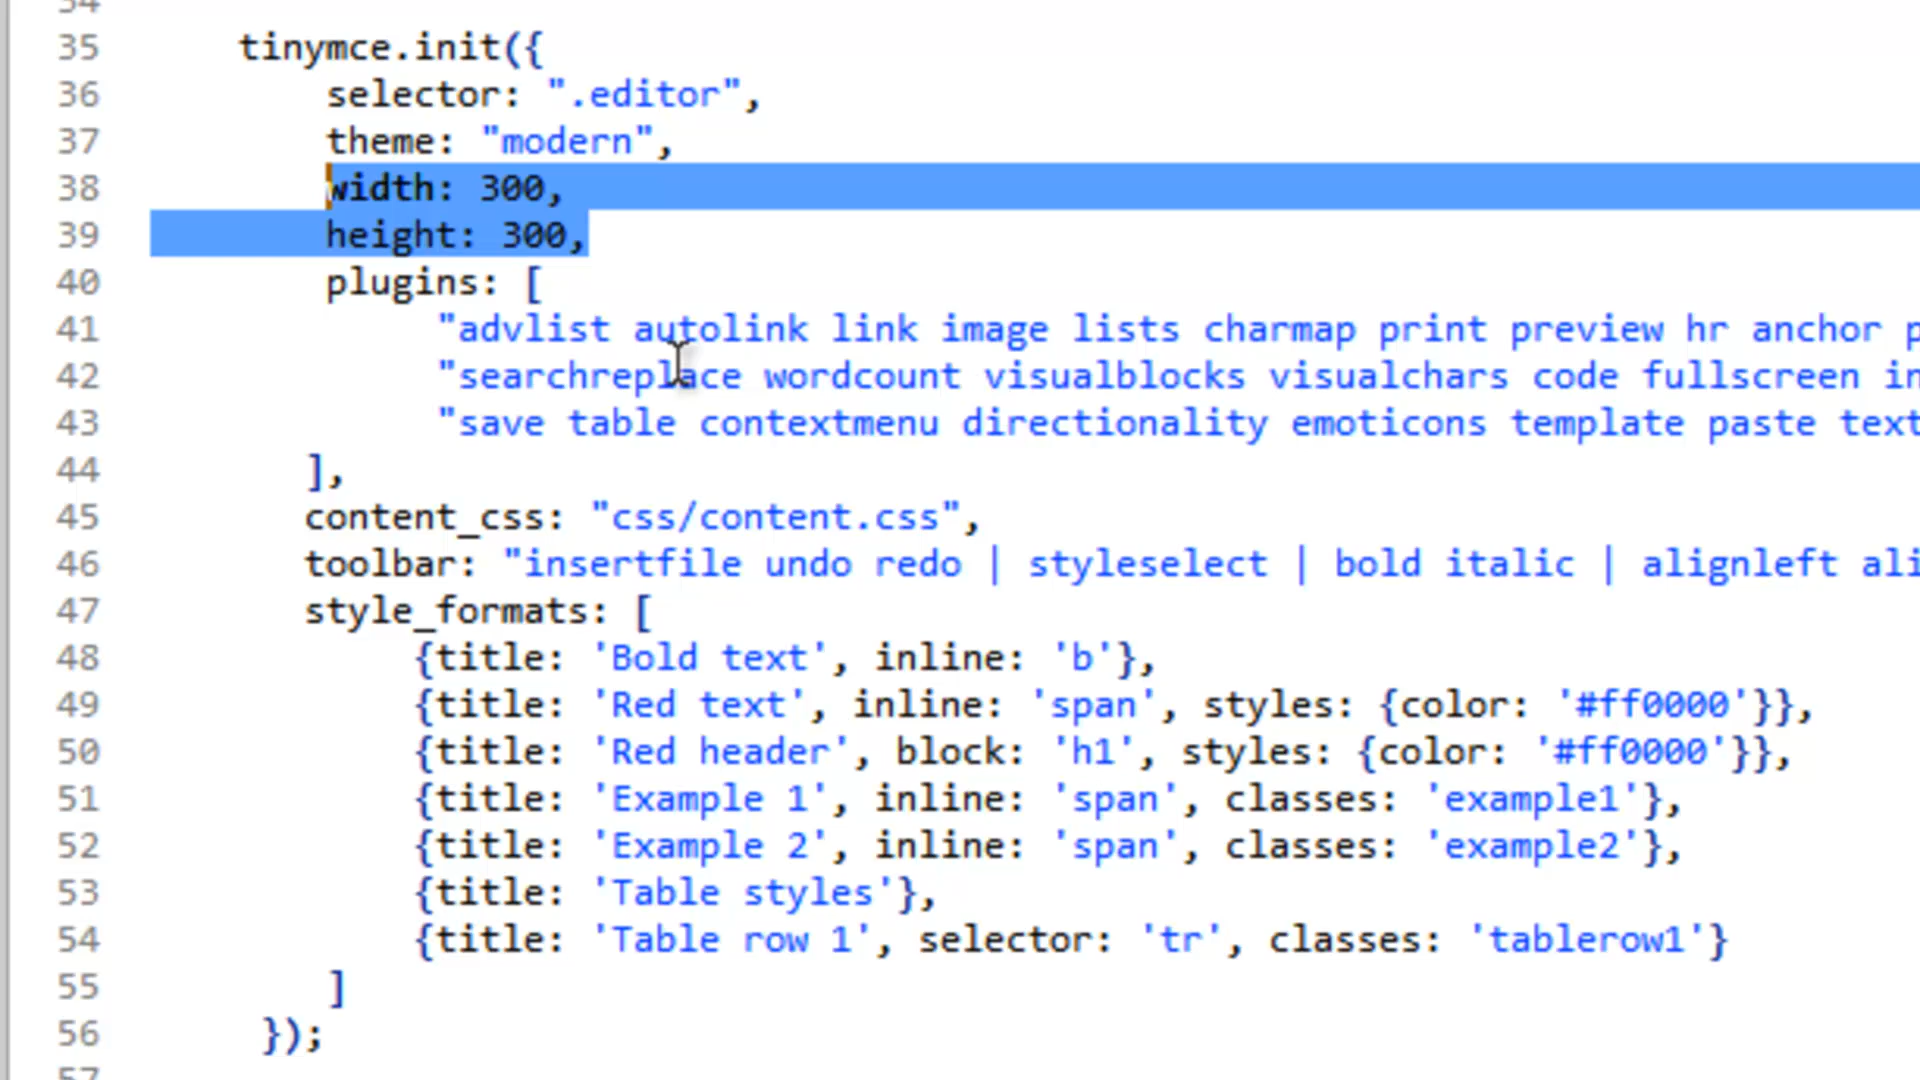 34
35 tinymce.init({
36 selector: ".editor",
37 theme: "modern",
38 width: 300,
39 height: 300,
40 plugins: [
41 "advlist autolink link image lists charmap print preview hr anchor
42 "searchreplace wordcount visualblocks visualchars code fullscreen
43 "save table contextmenu directionality emoticons template paste
44 ],
45 content_css: "css/content.css",
46 toolbar: "insertfile undo redo | styleselect | bold italic | alignleft
47 style_formats: [
48 {title: 'Bold text', inline: 'b'},
49 {title: 'Red text', inline: 'span', styles: {color: '#ff0000'}},
50 {title: 'Red header', block: 'h1', styles: {color: '#ff0000'}},
51 {title: 'Example 1', inline: 'span', classes: 'example1'},
52 {title: 'Example 2', inline: 'span', classes: 'example2'},
53 {title: 'Table styles'},
54 {title: 'Table row 1', selector: 'tr', classes: 'tablerow1'}
55 ]
56 });
57